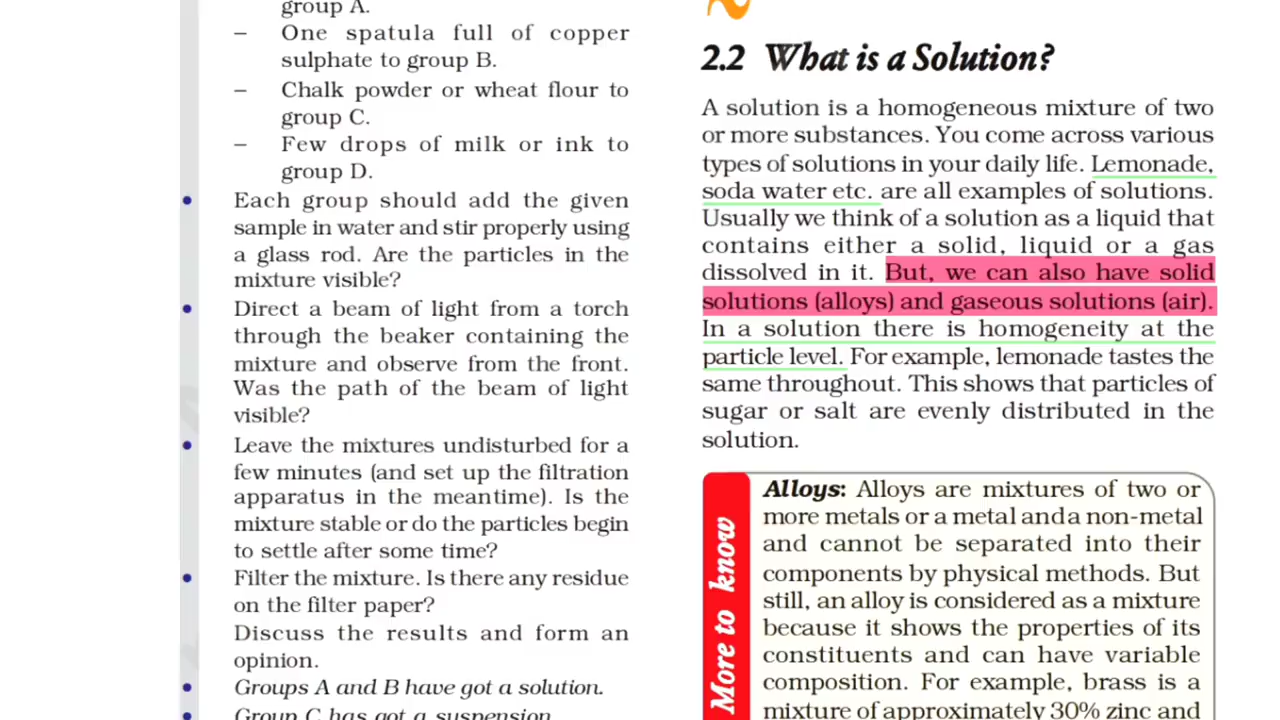 group A.
– One spatula full of copper
sulphate to group B.
– Chalk powder or wheat flour to
group C.
– Few drops of milk or ink to
group D.
• Each group should add the given
sample in water and stir properly using
a glass rod. Are the particles in the
mixture visible?
• Direct a beam of light from a torch
through the beaker containing the
mixture and observe from the front.
Was the path of the beam of light
visible?
• Leave the mixtures undisturbed for a
few minutes (and set up the filtration
apparatus in the meantime). Is the
mixture stable or do the particles begin
to settle after some time?
• Filter the mixture. Is there any residue
on the filter paper?
Discuss the results and form an
opinion.
• Groups A and B have got a solution.
• Group C has got a suspension
2.2 What is a Solution?
A solution is a homogeneous mixture of two
or more substances. You come across various
types of solutions in your daily life. Lemonade,
soda water etc. are all examples of solutions.
Usually we think of a solution as a liquid that
contains either a solid, liquid or a gas
dissolved in it. But, we can also have solid
solutions (alloys) and gaseous solutions (air).
In a solution there is homogeneity at the
particle level. For example, lemonade tastes the
same throughout. This shows that particles of
sugar or salt are evenly distributed in the
solution.
More to know
Alloys: Alloys are mixtures of two or
more metals or a metal and a non-metal
and cannot be separated into their
components by physical methods. But
still, an alloy is considered as a mixture
because it shows the properties of its
constituents and can have variable
composition. For example, brass is a
mixture of approximately 30% zinc and